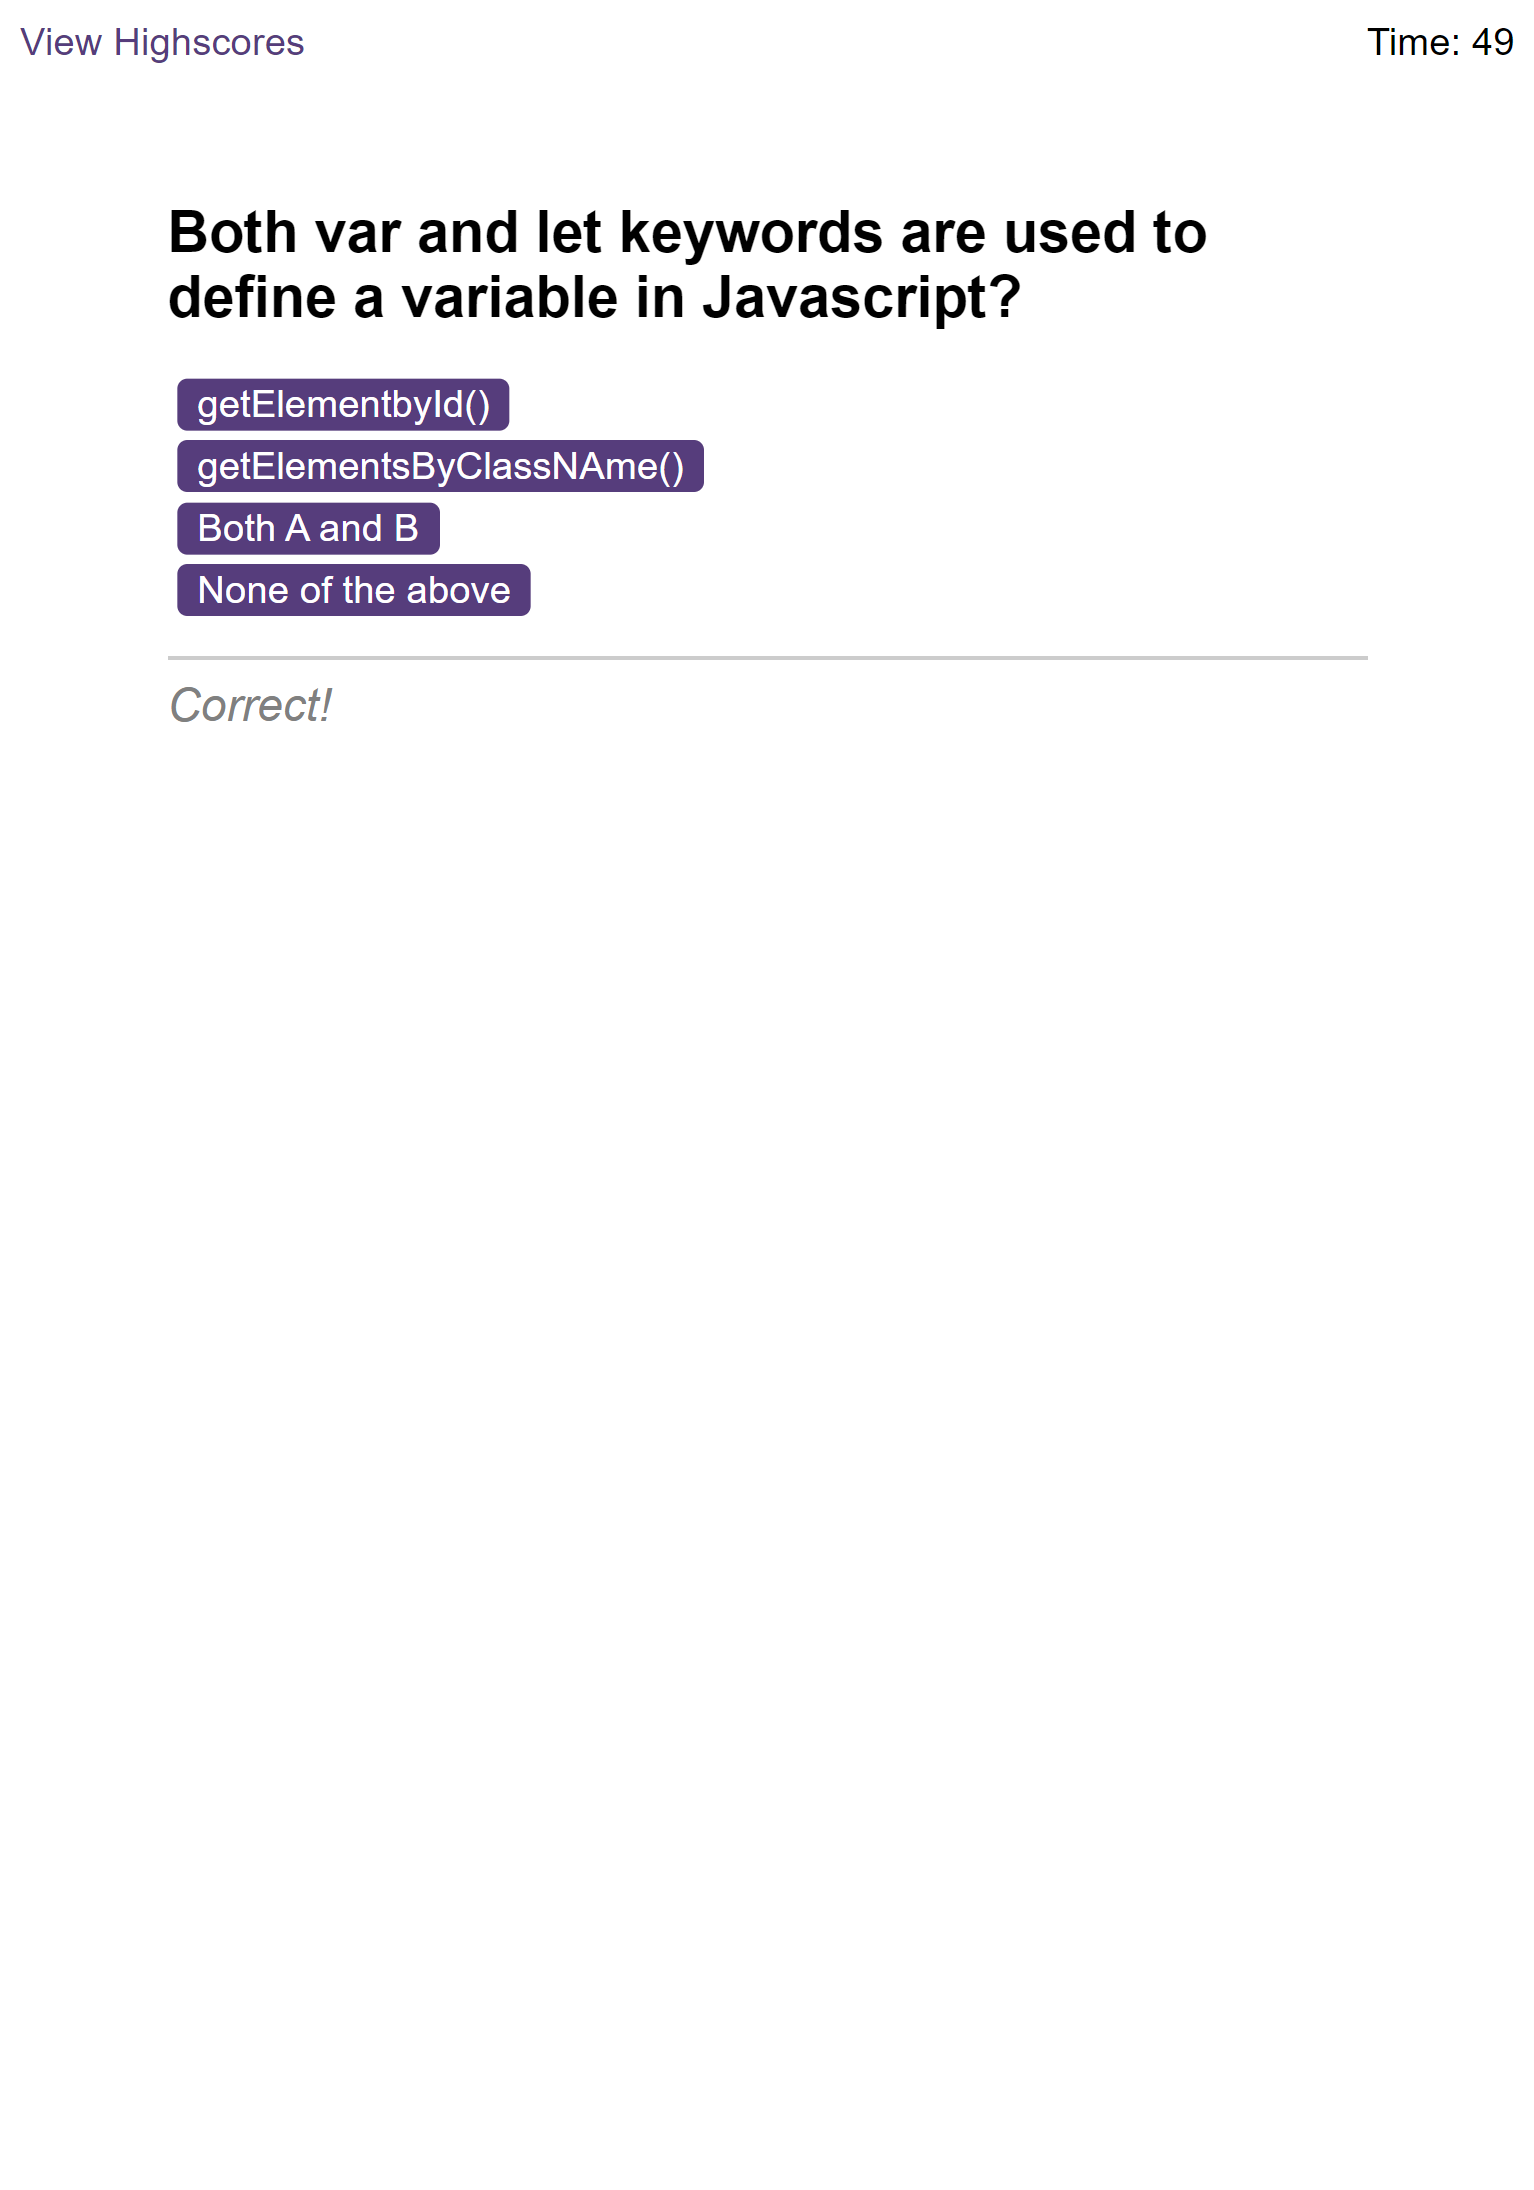 View Highscores
Time: 49
Both var and let keywords are used to
define a variable in Javascript?
getElementbyId()
getElementsByClassNAme()
Both A and B
None of the above
Correct!